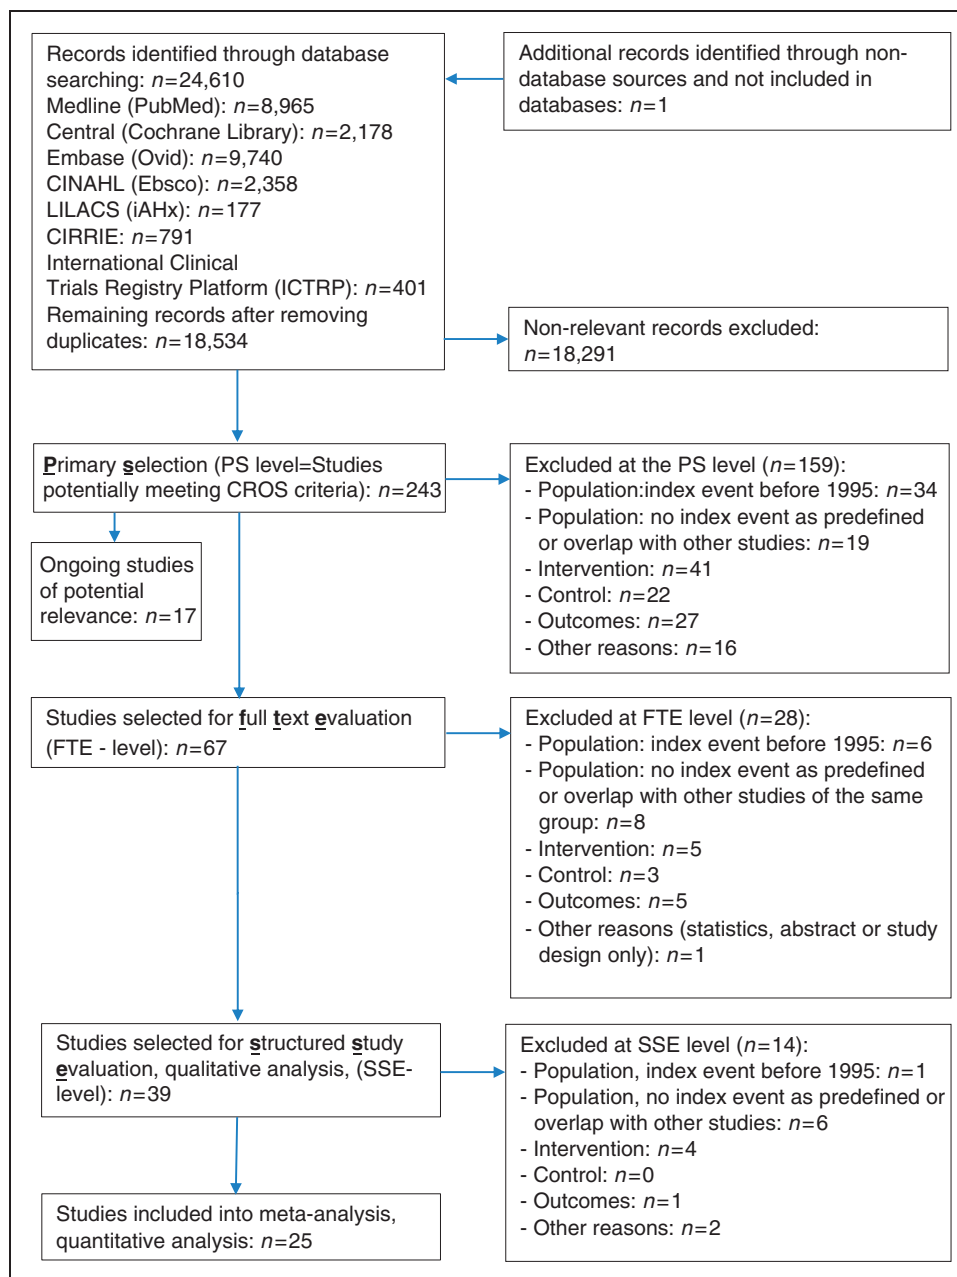 Records identified through database
searching: n=24,610
Medline (PubMed): n=8,965
Central (Cochrane Library): n=2,178
Embase (Ovid): n=9,740
CINAHL (Ebsco): n=2,358
LILACS (iAHx): n=177
CIRRIE: n=791
International Clinical
Trials Registry Platform (ICTRP): n=401
Remaining records after removing
duplicates: n=18,534
Additional records identified through non-
database sources and not included in
databases: n=1
Non-relevant records excluded:
n=18,291
Primary selection (PS level=Studies
potentially meeting CROS criteria): n=243
Excluded at the PS level (n=159):
- Population:index event before 1995: n=34
- Population: no index event as predefined
or overlap with other studies: n=19
- Intervention: n=41
- Control: n=22
- Outcomes: n=27
- Other reasons: n=16
Ongoing studies
of potential
relevance: n=17
Studies selected for full text evaluation
(FTE - level): n=67
Excluded at FTE level (n=28):
- Population: index event before 1995: n=6
- Population: no index event as predefined
or overlap with other studies of the same
group: n=8
- Intervention: n=5
- Control: n=3
- Outcomes: n=5
- Other reasons (statistics, abstract or study
design only): n=1
Studies selected for structured study
evaluation, qualitative analysis, (SSE-
level): n=39
Excluded at SSE level (n=14):
- Population, index event before 1995: n=1
- Population, no index event as predefined or
overlap with other studies: n=6
- Intervention: n=4
- Control: n=0
- Outcomes: n=1
- Other reasons: n=2
Studies included into meta-analysis,
quantitative analysis: n=25